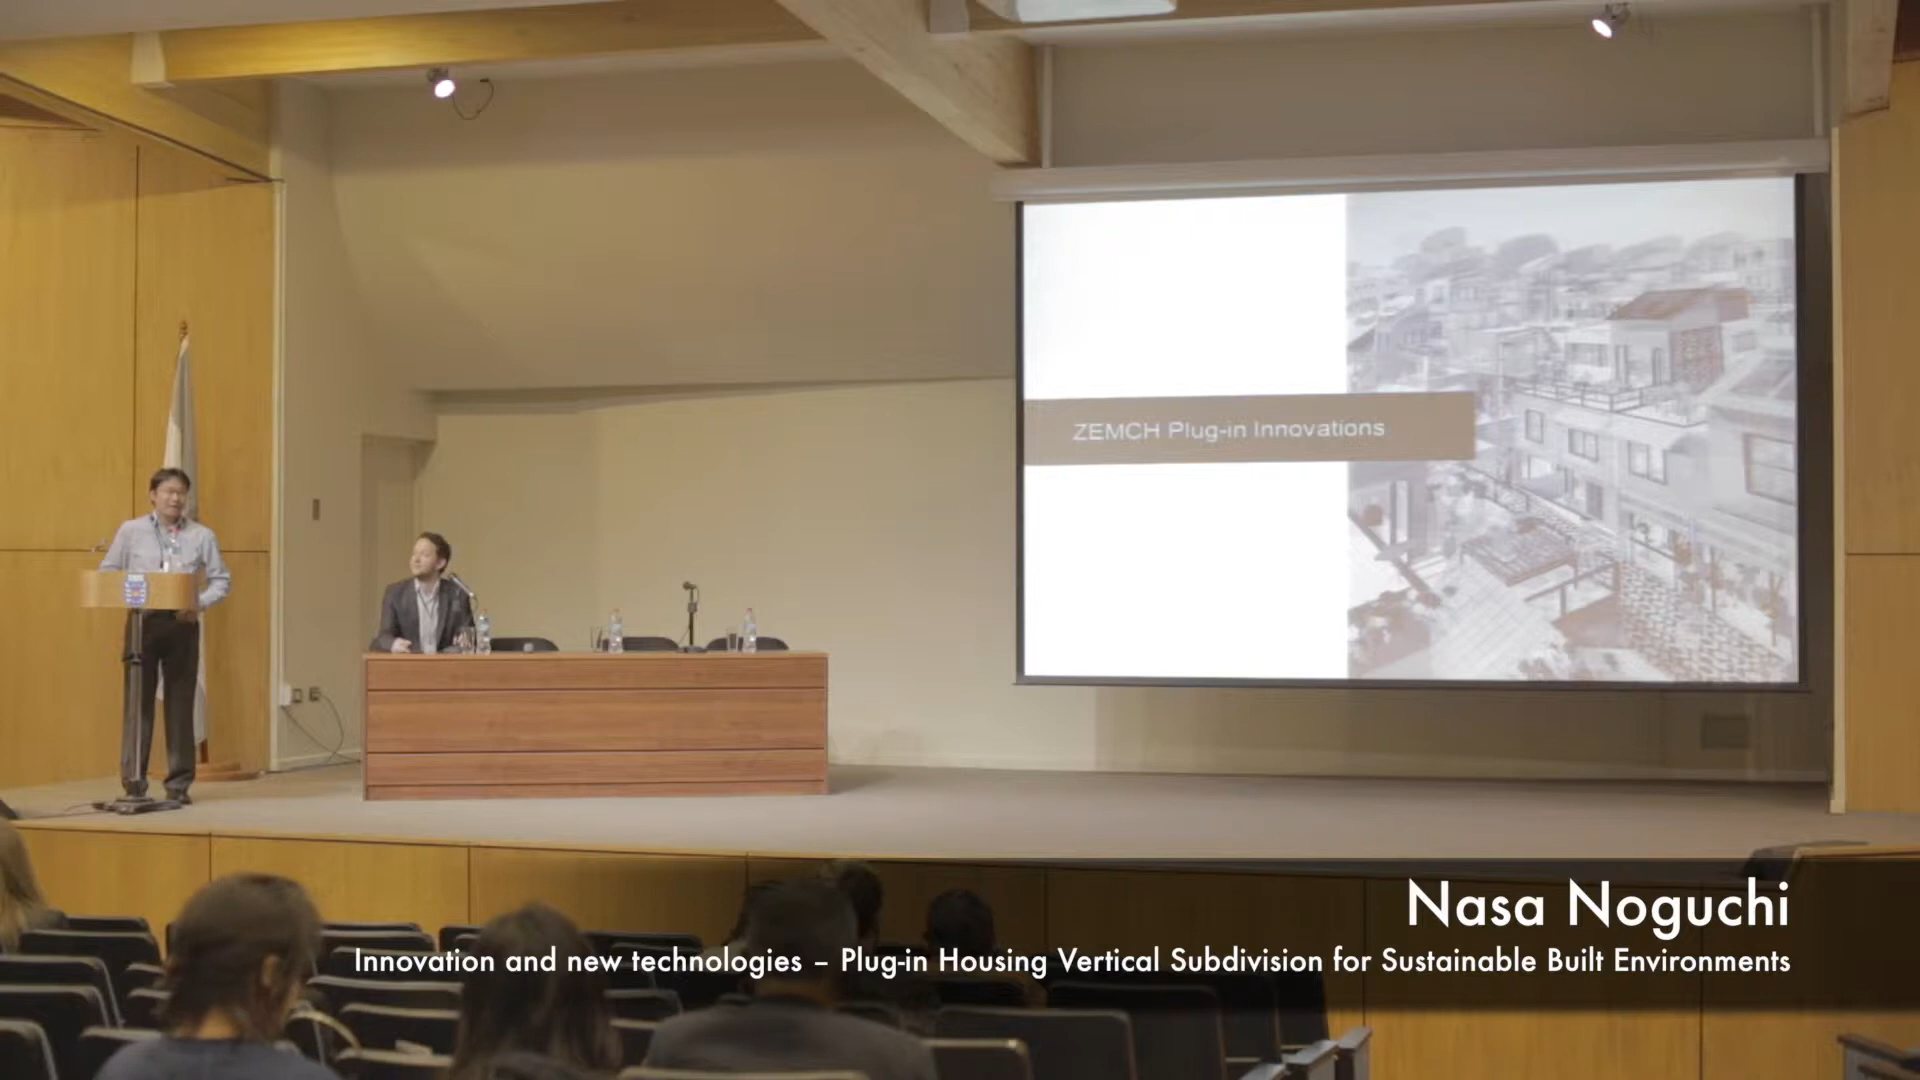 ZEMCH Plug-in Innovations
Nasa Noguchi
Innovation and new technologies – Plug-in Housing Vertical Subdivision for Sustainable Built Environments